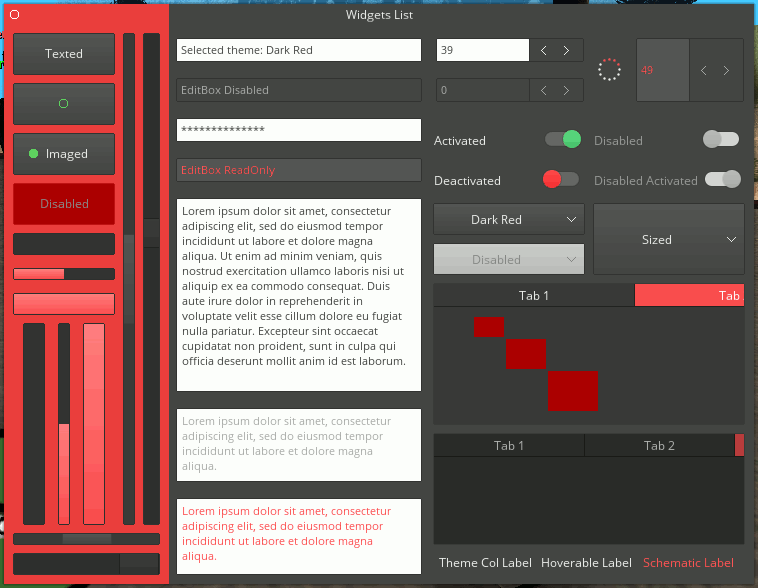 Widgets List
Texted
Imaged
Disabled
Selected theme: Dark Red
EditBox Disabled
**************
EditBox ReadOnly
Lorem ipsum dolor sit amet, consectetur
adipiscing elit, sed do eiusmod tempor
incididunt ut labore et dolore magna
aliqua. Ut enim ad minim veniam, quis
nostrud exercitation ullamco laboris nisi ut
aliquip ex ea commodo consequat. Duis
aute irure dolor in reprehenderit in
voluptate velit esse cillum dolore eu fugiat
nulla pariatur. Excepteur sint occaecat
cupidatat non proident, sunt in culpa qui
officia deserunt mollit anim id est laborum.
Lorem ipsum dolor sit amet, consectetur
adipiscing elit, sed do eiusmod tempor
incididunt ut labore et dolore magna
aliqua.
Lorem ipsum dolor sit amet, consectetur
adipiscing elit, sed do eiusmod tempor
incididunt ut labore et dolore magna
aliqua.
39
49
0
Activated
Disabled
Deactivated
Disabled Activated
Dark Red
Sized
Disabled
Tab 1
Tab
Tab 1
Tab 2
Theme Col Label
Hoverable Label
Schematic Label